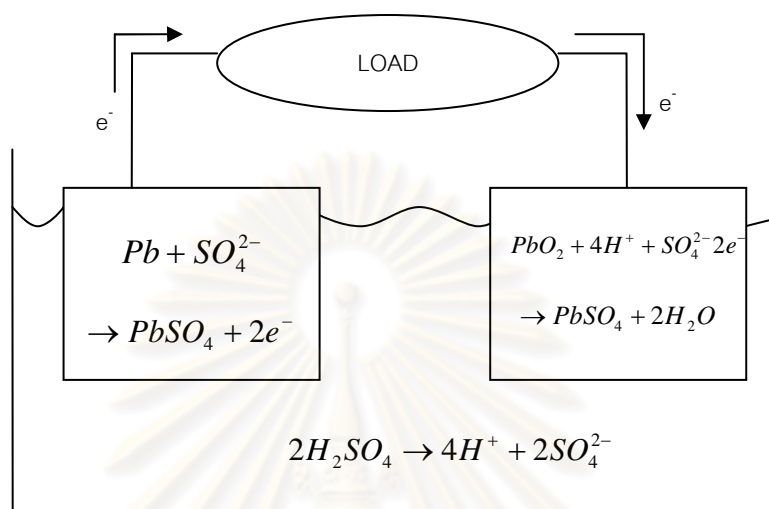 LOAD
e⁻
e⁻
Pb + SO₄²⁻
→ PbSO₄ + 2e⁻
PbO₂ + 4H⁺ + SO₄²⁻ 2e⁻
→ PbSO₄ + 2H₂O
2H₂SO₄ → 4H⁺ + 2SO₄²⁻